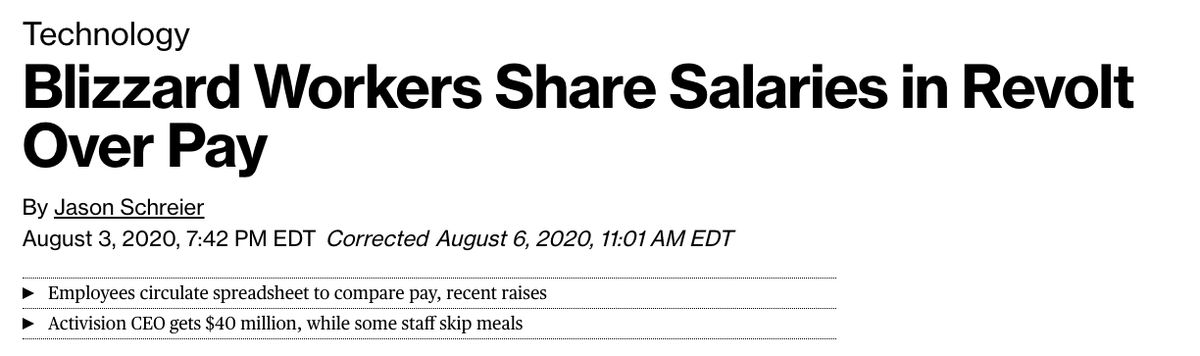 Technology
Blizzard Workers Share Salaries in Revolt
Over Pay
By Jason Schreier
August 3, 2020, 7:42 PM EDT Corrected August 6, 2020, 11:01 AM EDT
► Employees circulate spreadsheet to compare pay, recent raises
► Activision CEO gets $40 million, while some staff skip meals